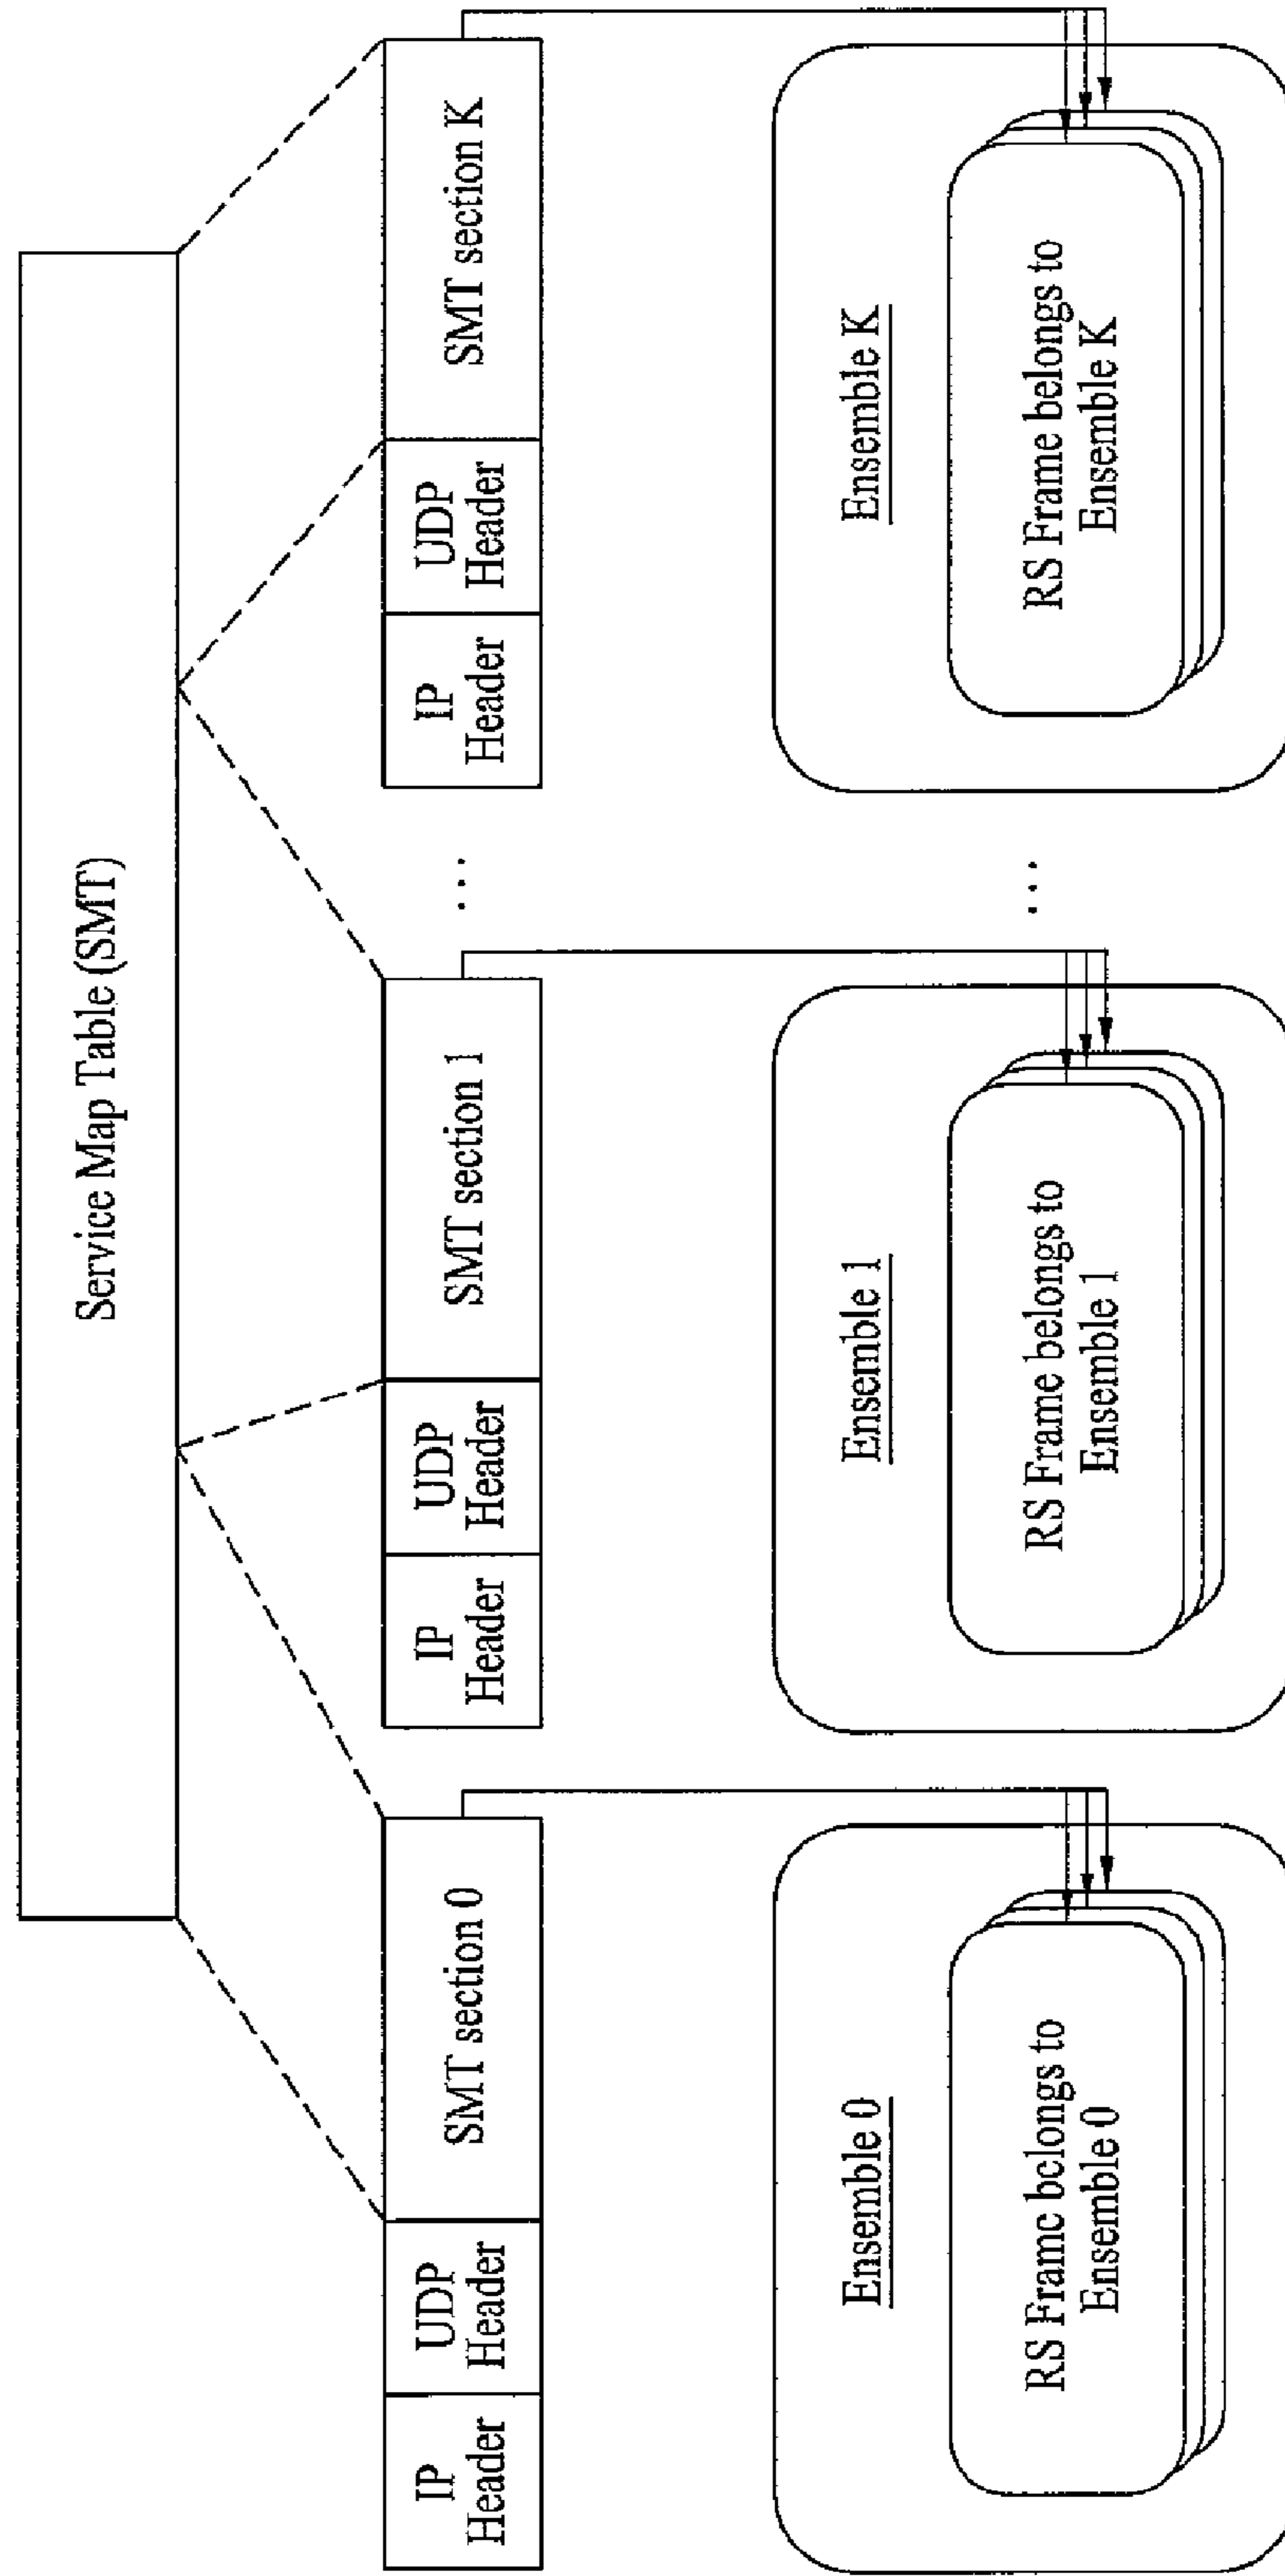 Service Map Table (SMT)
IP
Header
UDP
Header
SMT section 0
IP
Header
UDP
Header
SMT section 1
...
IP
Header
UDP
Header
SMT section K
Ensemble 0
RS Frame belongs to
Ensemble 0
Ensemble 1
RS Frame belongs to
Ensemble 1
...
Ensemble K
RS Frame belongs to
Ensemble K